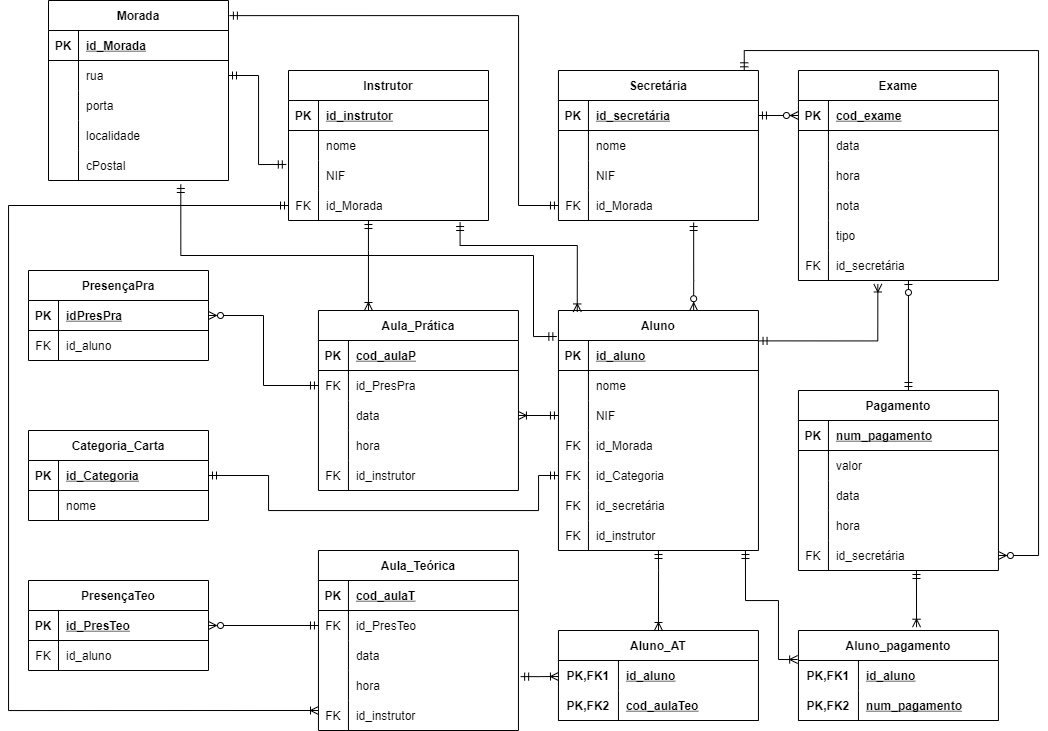 Morada
PK id_Morada
rua
porta
localidade
cPostal
Instrutor
PK id_instrutor
nome
NIF
FK id_Morada
Secretária
PK id_secretária
nome
NIF
FK id_Morada
Exame
PK cod_exame
data
hora
nota
tipo
FK id_secretária
PresençaPra
PK idPresPra
FK id_aluno
Aula_Prática
PK cod_aulaP
FK id_PresPra
data
hora
FK id_instrutor
Aluno
PK id_aluno
nome
NIF
FK id_Morada
FK id_Categoria
FK id_secretária
FK id_instrutor
Pagamento
PK num_pagamento
valor
data
hora
FK id_secretária
Categoria_Carta
PK id_Categoria
nome
Aula_Teórica
PK cod_aulaT
FK id_PresTeo
data
hora
FK id_instrutor
PresençaTeo
PK id_PresTeo
FK id_aluno
Aluno_AT
PK,FK1 id_aluno
PK,FK2 cod_aulaTeo
Aluno_pagamento
PK,FK1 id_aluno
PK,FK2 num_pagamento